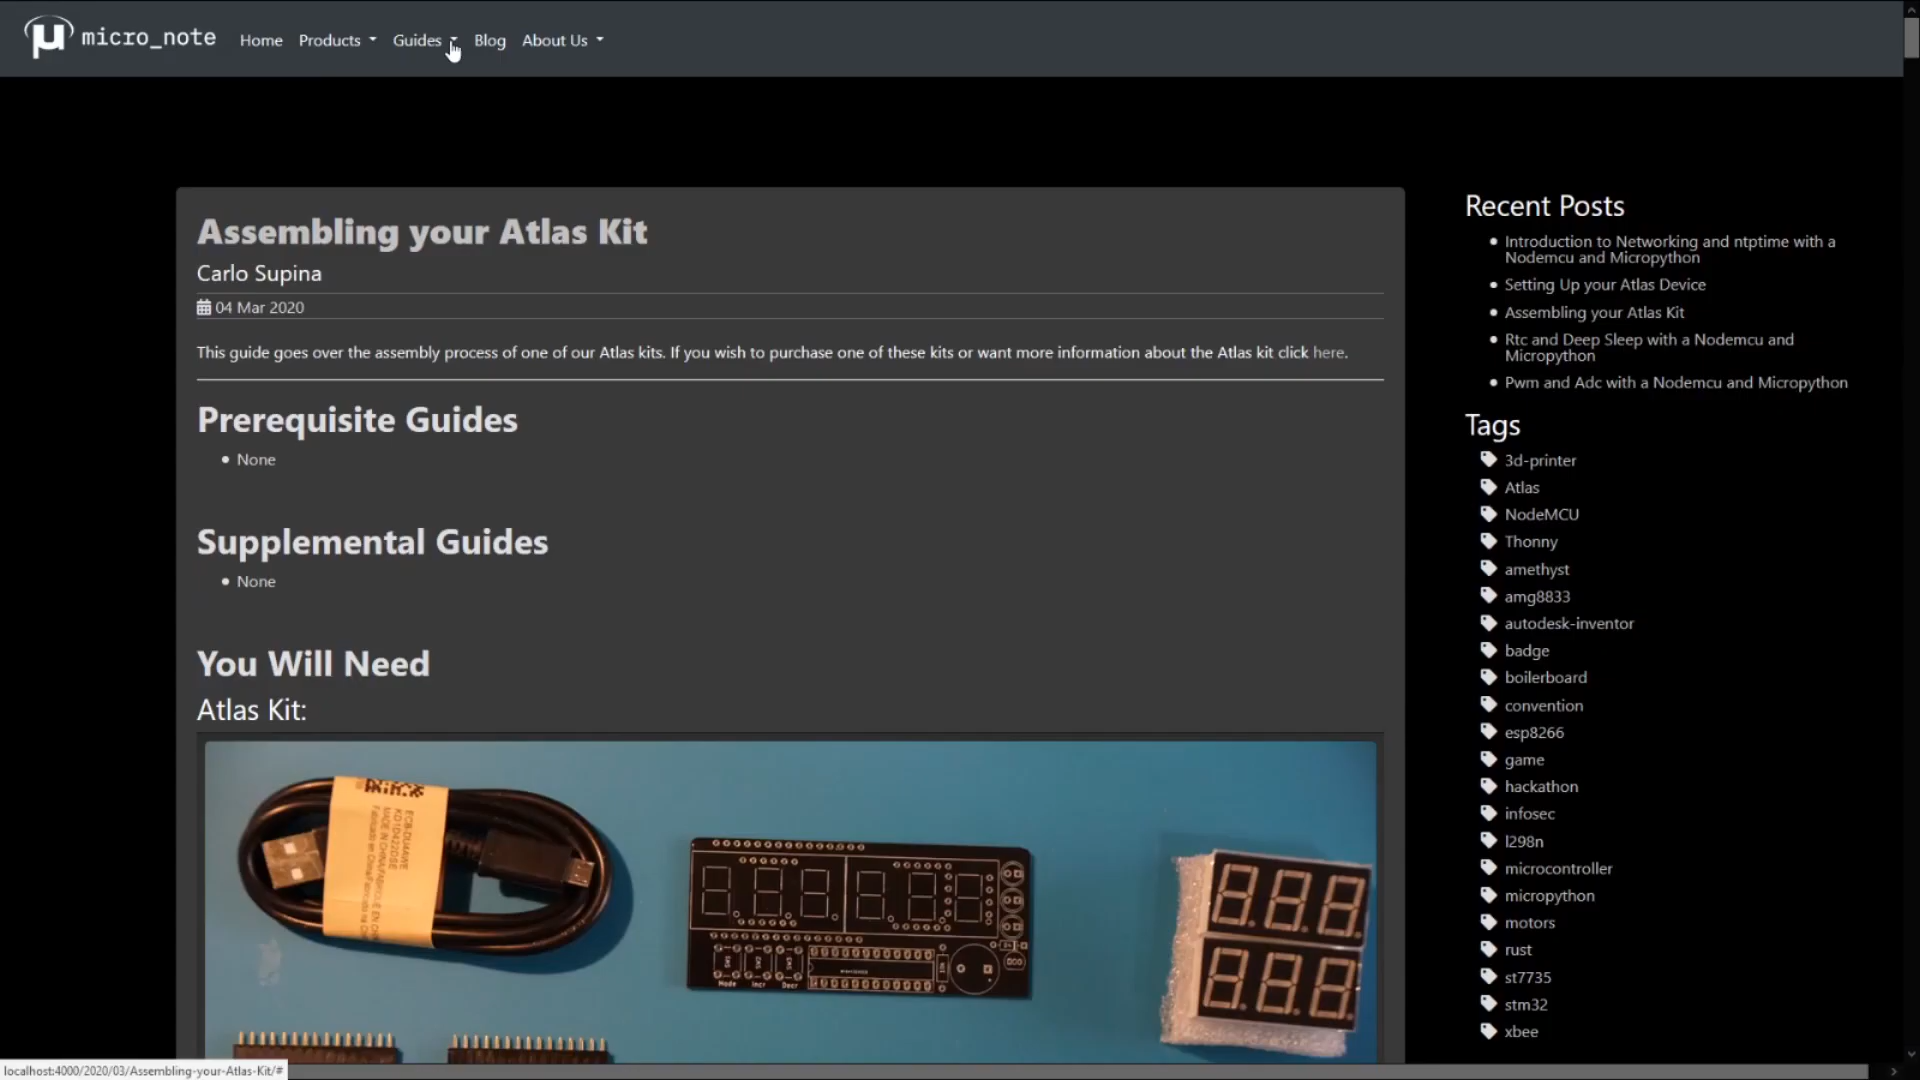 µ micro_note Home Products Guides Blog About Us
Assembling your Atlas Kit
Carlo Supina
04 Mar 2020
This guide goes over the assembly process of one of our Atlas kits. If you wish to purchase one of these kits or want more information about the Atlas kit click here.
Prerequisite Guides
None
Supplemental Guides
None
You Will Need
Atlas Kit:
Mode Incr Decr
Recent Posts
Introduction to Networking and ntptime with a
Nodemcu and Micropython
Setting Up your Atlas Device
Assembling your Atlas Kit
Rtc and Deep Sleep with a Nodemcu and
Micropython
Pwm and Adc with a Nodemcu and Micropython
Tags
3d-printer
Atlas
NodeMCU
Thonny
amethyst
amg8833
autodesk-inventor
badge
boilerboard
convention
esp8266
game
hackathon
infosec
l298n
microcontroller
micropython
motors
rust
st7735
stm32
xbee
localhost:4000/2020/03/Assembling-your-Atlas-Kit/#